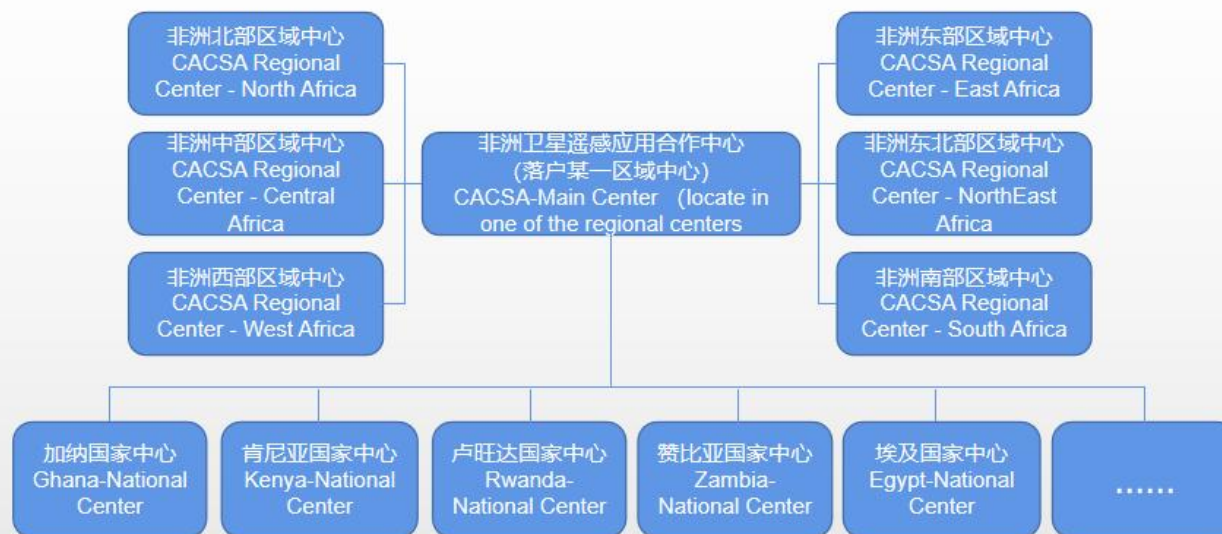 非洲北部区域中心
CACSA Regional
Center - North Africa
非洲中部区域中心
CACSA Regional
Center - Central
Africa
非洲西部区域中心
CACSA Regional
Center - West Africa
非洲卫星遥感应用合作中心
(落户某一区域中心)
CACSA-Main Center （locate in
one of the regional centers
非洲东部区域中心
CACSA Regional
Center - East Africa
非洲东北部区域中心
CACSA Regional
Center - NorthEast
Africa
非洲南部区域中心
CACSA Regional
Center - South Africa
加纳国家中心
Ghana-National
Center
肯尼亚国家中心
Kenya-National
Center
卢旺达国家中心
Rwanda-
National Center
赞比亚国家中心
Zambia-
National Center
埃及国家中心
Egypt-National
Center
……